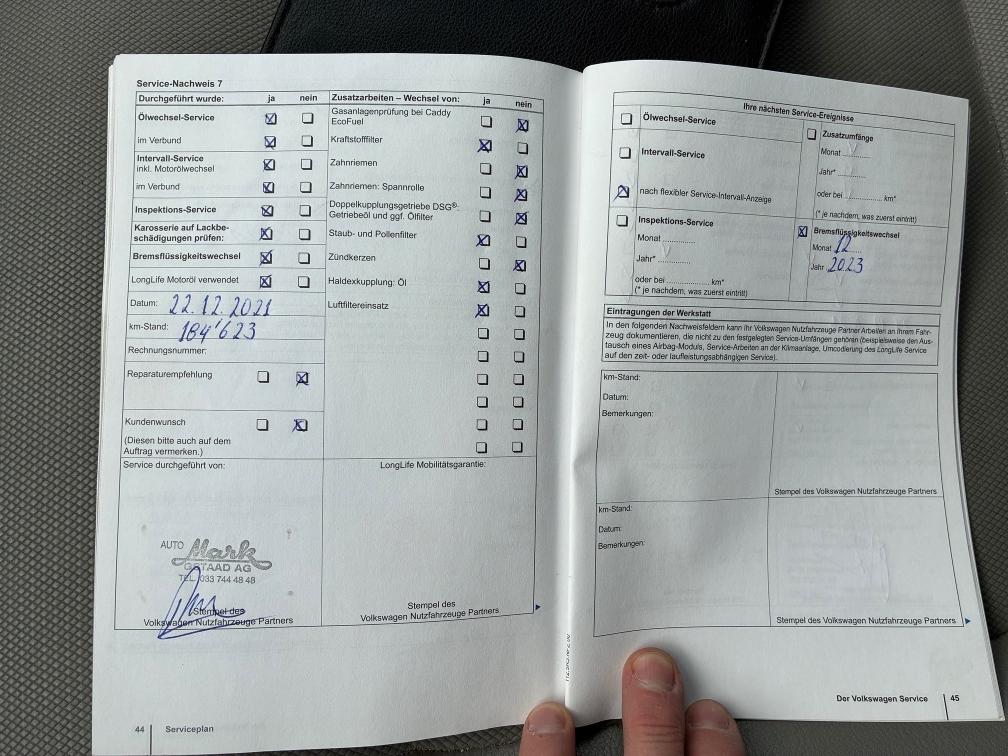 Service-Nachweis 7
Durchgeführt wurde: ja nein
Ölwechsel-Service
im Verbund
Intervall-Service
inkl. Motorölwechsel
im Verbund
Inspektions-Service
Karosserie auf Lackbe-
schädigungen prüfen:
Bremsflüssigkeitswechsel
LongLife Motoröl verwendet
Datum: 22.12.2021
km-Stand: 184'623
Rechnungsnummer:
Reparaturempfehlung
Kundenwunsch
(Diesen bitte auch auf dem
Auftrag vermerken.)
Service durchgeführt von:
AUTO Mark
GSTAAD AG
TEL. 033 744 48 48
Stempel des
Volkswagen Nutzfahrzeuge Partners
Zusatzarbeiten – Wechsel von: ja nein
Gasanlagenprüfung bei Caddy
EcoFuel
Kraftstofffilter
Zahnriemen
Zahnriemen: Spannrolle
Doppelkupplungsgetriebe DSG®:
Getriebeöl und ggf. Ölfilter
Staub- und Pollenfilter
Zündkerzen
Haldexkupplung: Öl
Luftfiltereinsatz
LongLife Mobilitätsgarantie:
Stempel des
Volkswagen Nutzfahrzeuge Partners
44 Serviceplan
Ihre nächsten Service-Ereignisse
Ölwechsel-Service
Intervall-Service
nach flexibler Service-Intervall-Anzeige
Inspektions-Service
Monat ............
Jahr* ............
oder bei .................. km*
(* je nachdem, was zuerst eintritt)
Zusatzumfänge
Monat ..........
Jahr* ..........
oder bei .................. km*
(* je nachdem, was zuerst eintritt)
Bremsflüssigkeitswechsel
Monat 12
Jahr 2023
Eintragungen der Werkstatt
In den folgenden Nachweisfeldern kann Ihr Volkswagen Nutzfahrzeuge Partner Arbeiten an Ihrem Fahr-
zeug dokumentieren, die nicht zu den festgelegten Service-Umfängen gehören (beispielsweise den Aus-
tausch eines Airbag-Moduls, Service-Arbeiten an der Klimaanlage, Umcodierung des LongLife Service
auf den zeit- oder laufleistungsabhängigen Service).
km-Stand:
Datum:
Bemerkungen:
Stempel des Volkswagen Nutzfahrzeuge Partners
km-Stand:
Datum:
Bemerkungen:
Stempel des Volkswagen Nutzfahrzeuge Partners
Der Volkswagen Service 45